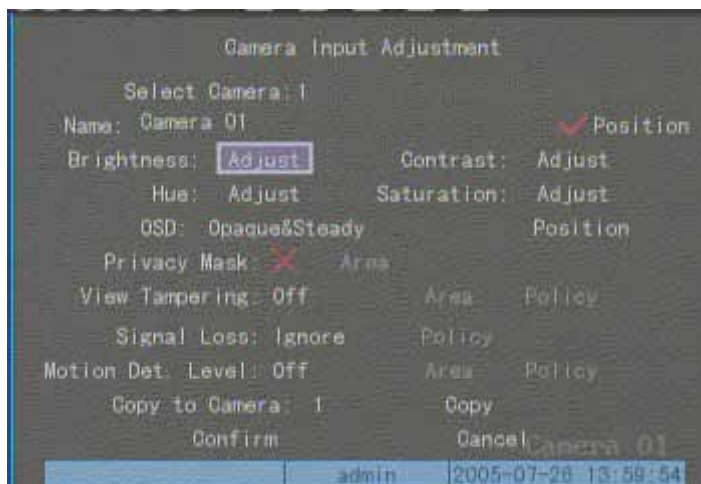 Camera Input Adjustment
Select Camera: 1
Name: Camera 01 Position
Brightness: Adjust Contrast: Adjust
Hue: Adjust Saturation: Adjust
OSD: Opaque&Steady Position
Privacy Mask: Area
View Tampering: Off Area Policy
Signal Loss: Ignore Policy
Motion Det. Level: Off Area Policy
Copy to Camera: 1 Copy
Confirm Cancel
Camera 01
admin 2005-07-26 13:59:54